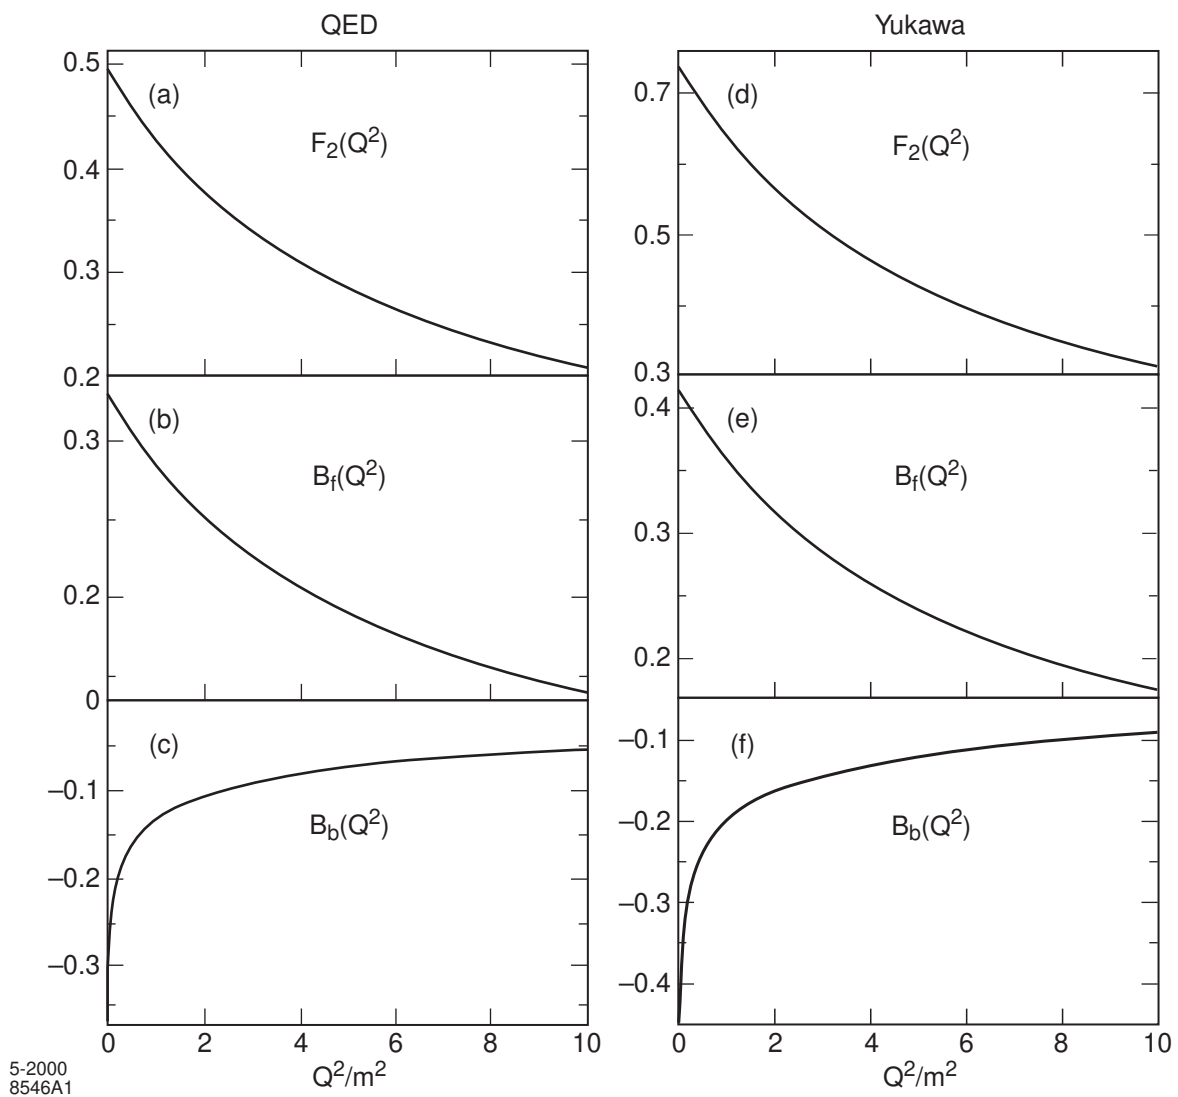 QED
Yukawa
0.5
0.4
0.3
0.2
(a)
F2(Q2)
0.7
0.5
0.3
(d)
F2(Q2)
0.3
0.2
0
(b)
Bf(Q2)
0.4
0.3
0.2
(e)
Bf(Q2)
–0.1
–0.2
–0.3
(c)
Bb(Q2)
–0.1
–0.2
–0.3
–0.4
(f)
Bb(Q2)
0 2 4 6 8 10
0 2 4 6 8 10
Q2/m2
Q2/m2
5-2000
8546A1